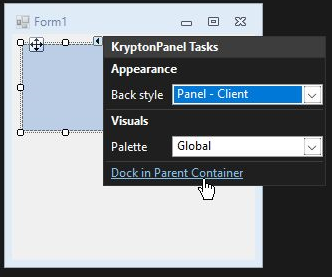 Form1
KryptonPanel Tasks
Appearance
Back style Panel - Client
Visuals
Palette Global
Dock in Parent Container